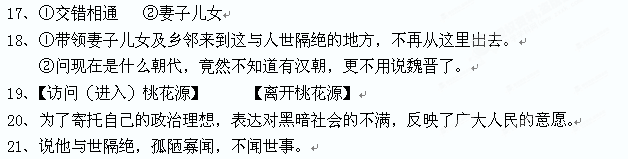 17、①交错相通 ②妻子儿女↵
18、①带领妻子儿女及乡邻来到这与人世隔绝的地方，不再从这里出去。↵
②问现在是什么朝代，竟然不知道有汉朝，更不用说魏晋了。↵
19、【访问（进入）桃花源】 【离开桃花源】↵
20、为了寄托自己的政治理想，表达对黑暗社会的不满，反映了广大人民的意愿。↵
21、说他与世隔绝，孤陋寡闻，不闻世事。↵